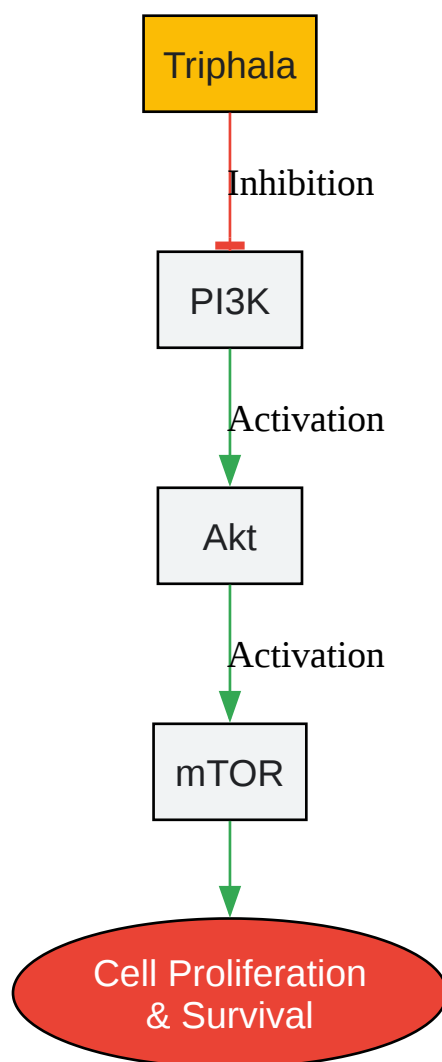 Triphala
Inhibition
PI3K
Activation
Akt
Activation
mTOR
Cell Proliferation
& Survival